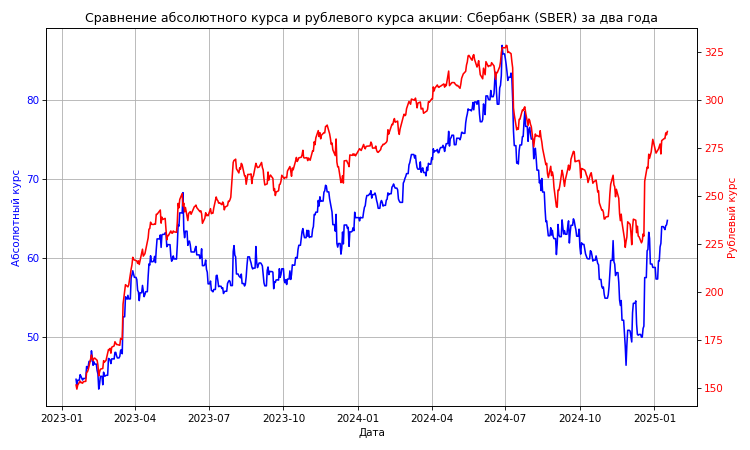 Сравнение абсолютного курса и рублевого курса акции: Сбербанк (SBER) за два года
Абсолютный курс
80
70
60
50
325
300
275
250
225
200
175
150
Рублевый курс
2023-01 2023-04 2023-07 2023-10 2024-01 2024-04 2024-07 2024-10 2025-01
Дата